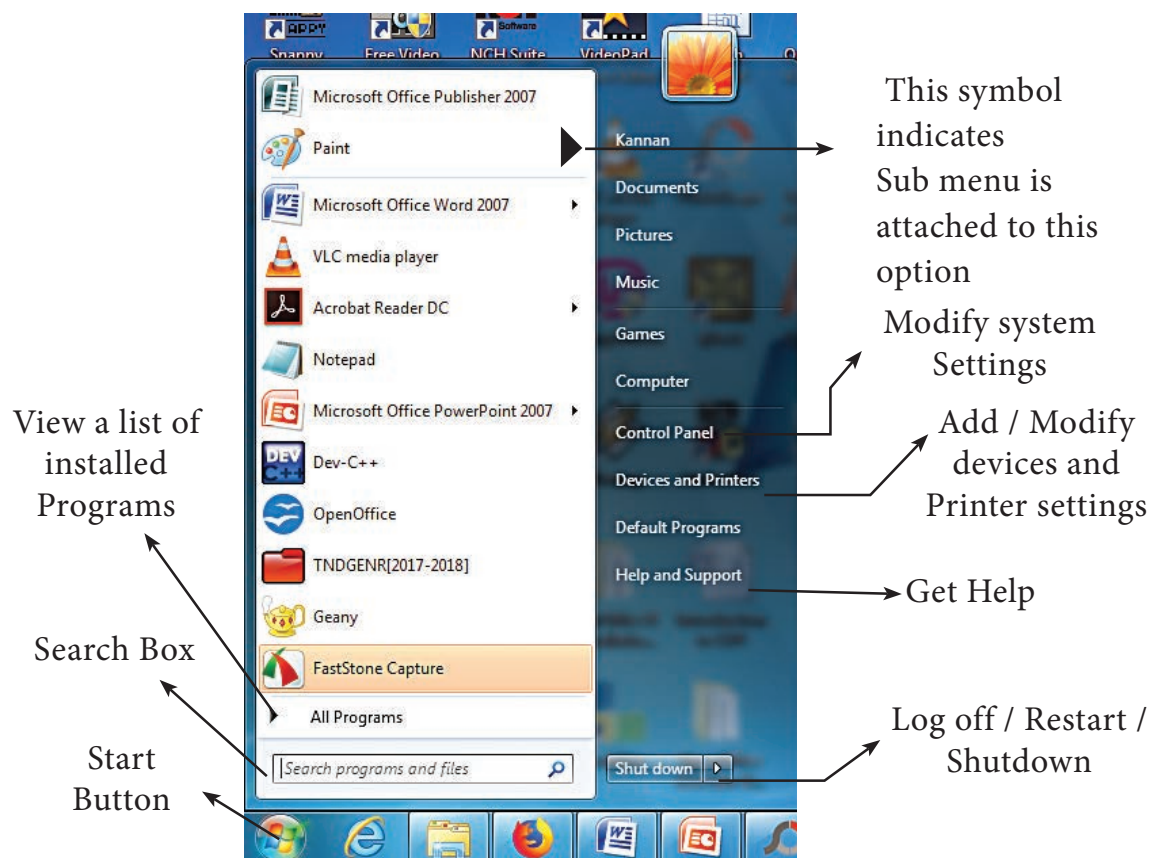 APPY
Software
Snappy
Free Video
NCH Suite
VideoPad
Microsoft Office Publisher 2007
Paint
Microsoft Office Word 2007
VLC media player
Acrobat Reader DC
Notepad
Microsoft Office PowerPoint 2007
DEV
C++
Dev-C++
OpenOffice
TNDGENR[2017-2018]
Geany
FastStone Capture
All Programs
Search programs and files
Kannan
Documents
Pictures
Music
Games
Computer
Control Panel
Devices and Printers
Default Programs
Help and Support
Shut down
View a list of
installed
Programs
Search Box
Start
Button
This symbol
indicates
Sub menu is
attached to this
option
Modify system
Settings
Add / Modify
devices and
Printer settings
Get Help
Log off / Restart /
Shutdown